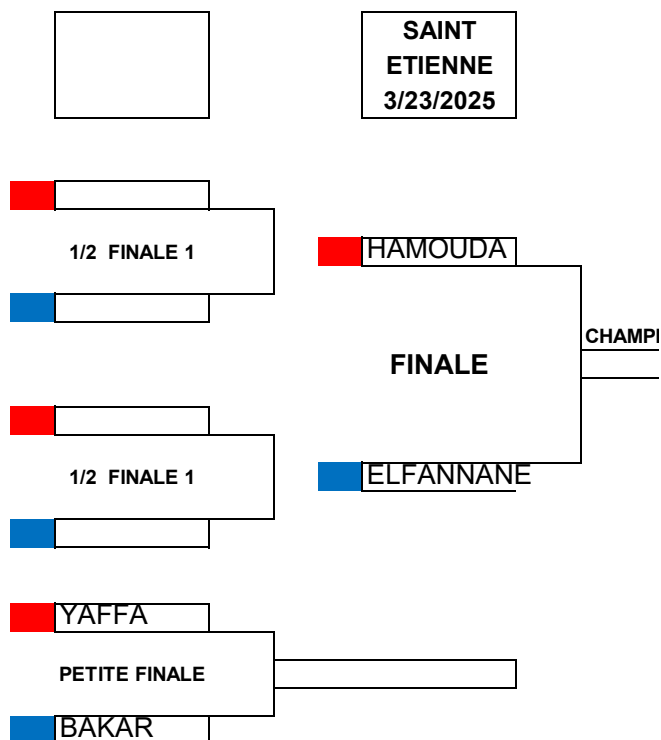 SAINT
ETIENNE
3/23/2025
1/2 FINALE 1
HAMOUDA
CHAMPI
FINALE
1/2 FINALE 1
ELFANNANE
YAFFA
PETITE FINALE
BAKAR